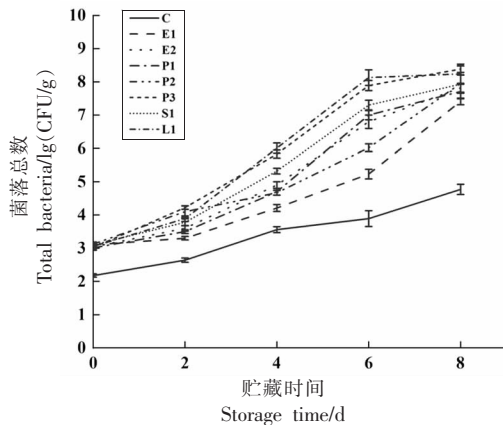 菌落总数
Total bacteria/lg(CFU/g)
9
8
7
6
5
4
3
2
1
0
C
E1
E2
P1
P2
P3
S1
L1
0 2 4 6 8
贮藏时间
Storage time/d